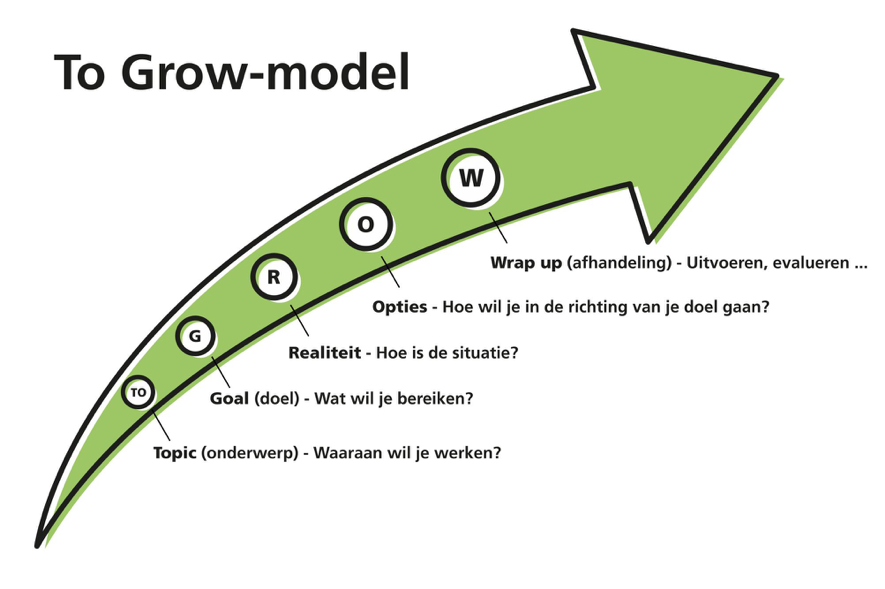 To Grow-model
W
Wrap up (afhandeling) - Uitvoeren, evalueren ...
O
Opties - Hoe wil je in de richting van je doel gaan?
R
Realiteit - Hoe is de situatie?
G
Goal (doel) - Wat wil je bereiken?
TO
Topic (onderwerp) - Waaraan wil je werken?